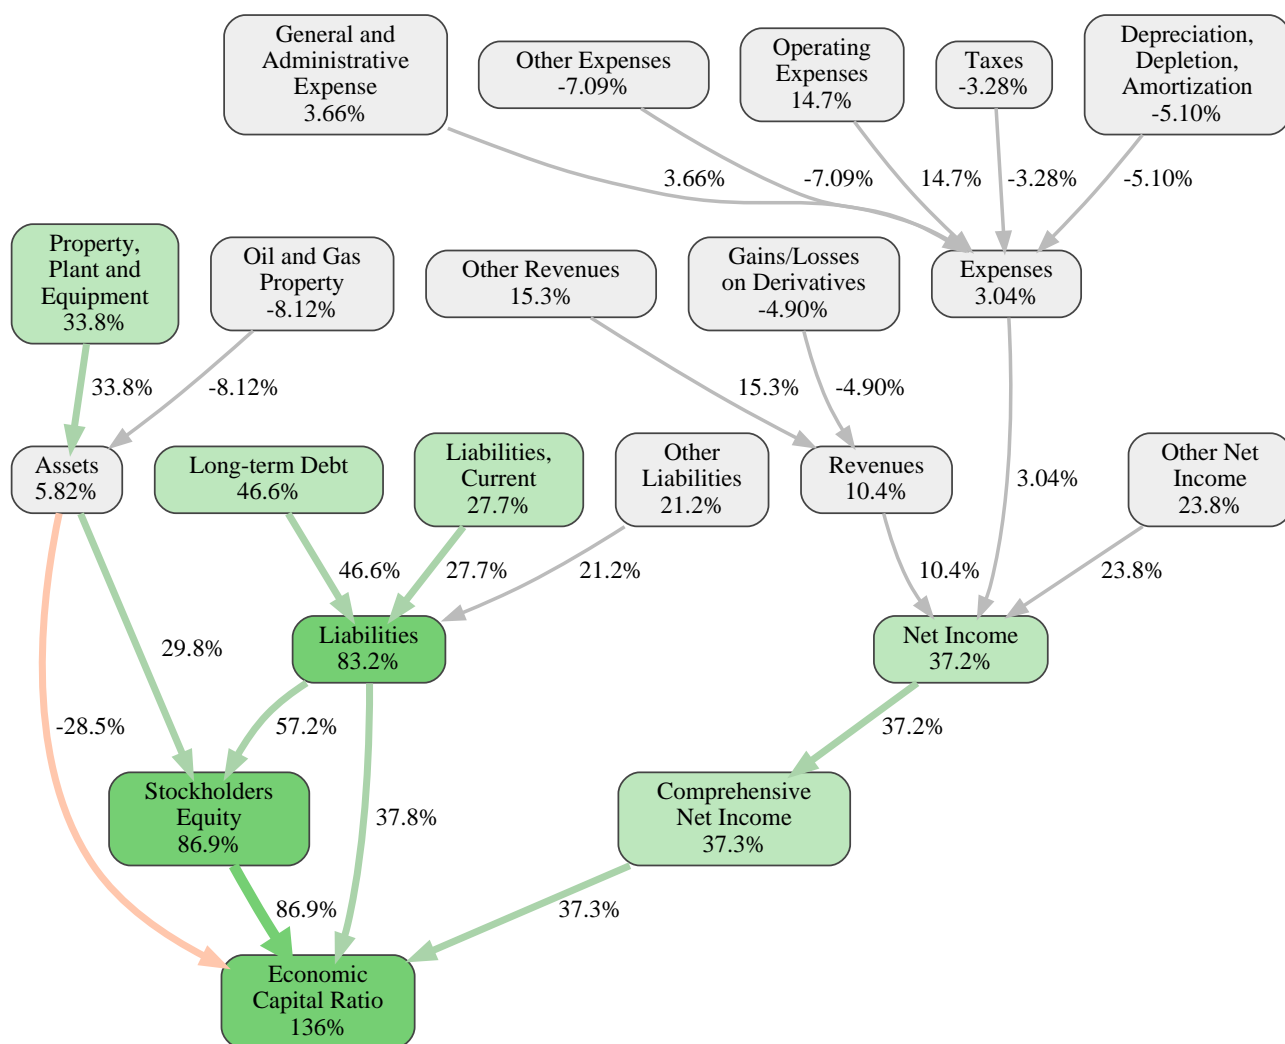 General and
Administrative
Expense
3.66%
Other Expenses
-7.09%
Operating
Expenses
14.7%
Taxes
-3.28%
Depreciation,
Depletion,
Amortization
-5.10%
3.66%
-7.09%
14.7%
-3.28%
-5.10%
Property,
Plant and
Equipment
33.8%
Oil and Gas
Property
-8.12%
Other Revenues
15.3%
Gains/Losses
on Derivatives
-4.90%
Expenses
3.04%
33.8%
-8.12%
15.3%
-4.90%
Assets
5.82%
Long-term Debt
46.6%
Liabilities,
Current
27.7%
Other
Liabilities
21.2%
Revenues
10.4%
3.04%
Other Net
Income
23.8%
46.6%
27.7%
21.2%
10.4%
23.8%
29.8%
Liabilities
83.2%
Net Income
37.2%
-28.5%
57.2%
37.2%
Stockholders
Equity
86.9%
37.8%
Comprehensive
Net Income
37.3%
86.9%
37.3%
Economic
Capital Ratio
136%